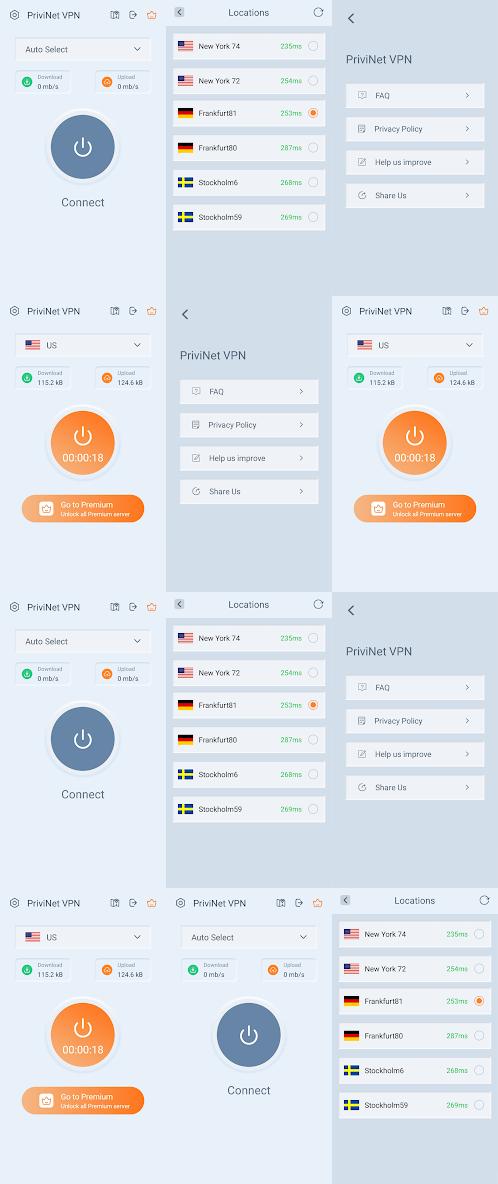 PriviNet VPN
Auto Select
Download
0 mb/s
Upload
0 mb/s
Connect
Locations
New York 74 235ms
New York 72 254ms
Frankfurt81 253ms
Frankfurt80 287ms
Stockholm6 268ms
Stockholm59 269ms
PriviNet VPN
FAQ
Privacy Policy
Help us improve
Share Us
PriviNet VPN
US
Download
115.2 kB
Upload
124.6 kB
00:00:18
Go to Premium
Unlock all Premium server
PriviNet VPN
FAQ
Privacy Policy
Help us improve
Share Us
PriviNet VPN
US
Download
115.2 kB
Upload
124.6 kB
00:00:18
Go to Premium
Unlock all Premium server
PriviNet VPN
Auto Select
Download
0 mb/s
Upload
0 mb/s
Connect
Locations
New York 74 235ms
New York 72 254ms
Frankfurt81 253ms
Frankfurt80 287ms
Stockholm6 268ms
Stockholm59 269ms
PriviNet VPN
FAQ
Privacy Policy
Help us improve
Share Us
PriviNet VPN
US
Download
115.2 kB
Upload
124.6 kB
00:00:18
Go to Premium
Unlock all Premium server
PriviNet VPN
Auto Select
Download
0 mb/s
Upload
0 mb/s
Connect
Locations
New York 74 235ms
New York 72 254ms
Frankfurt81 253ms
Frankfurt80 287ms
Stockholm6 268ms
Stockholm59 269ms